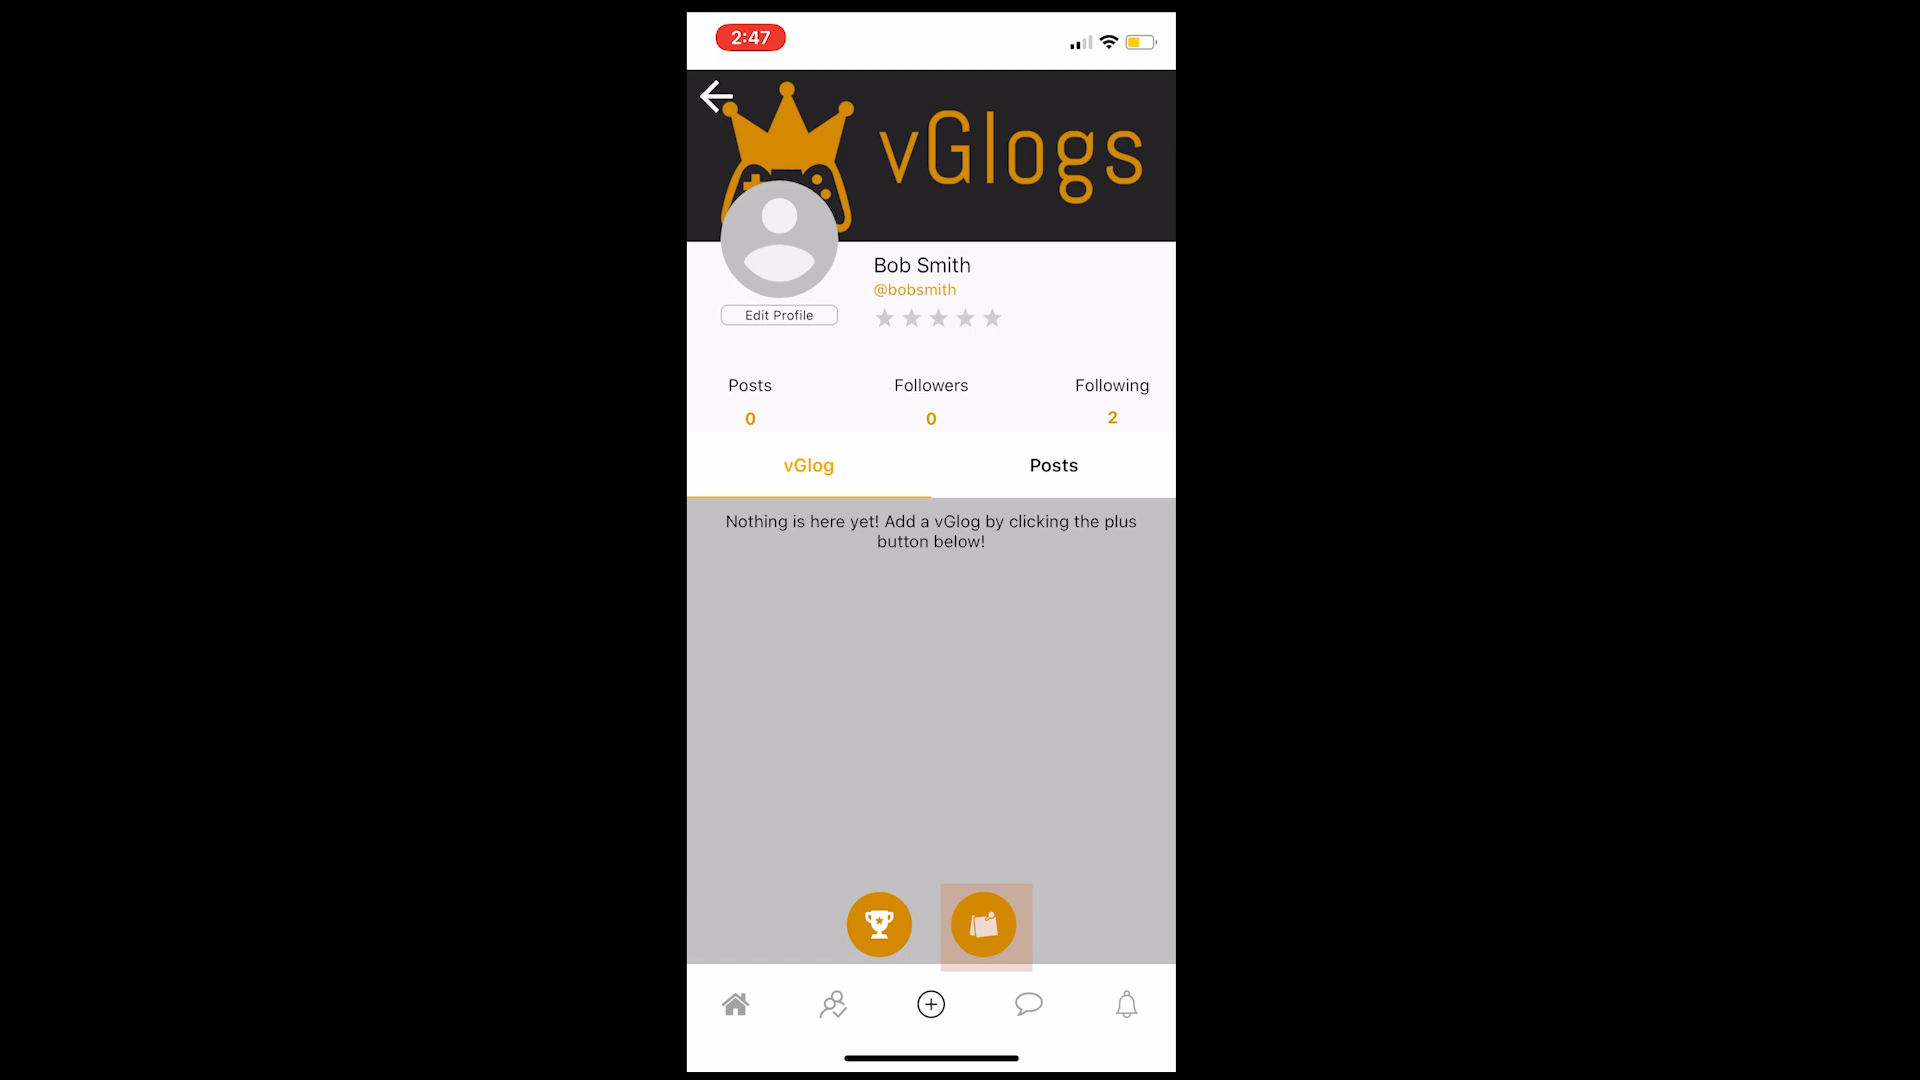 2:47
vGlogs
Bob Smith
@bobsmith
Edit Profile
Posts
Followers
Following
0
0
2
vGlog
Posts
Nothing is here yet! Add a vGlog by clicking the plus
button below!